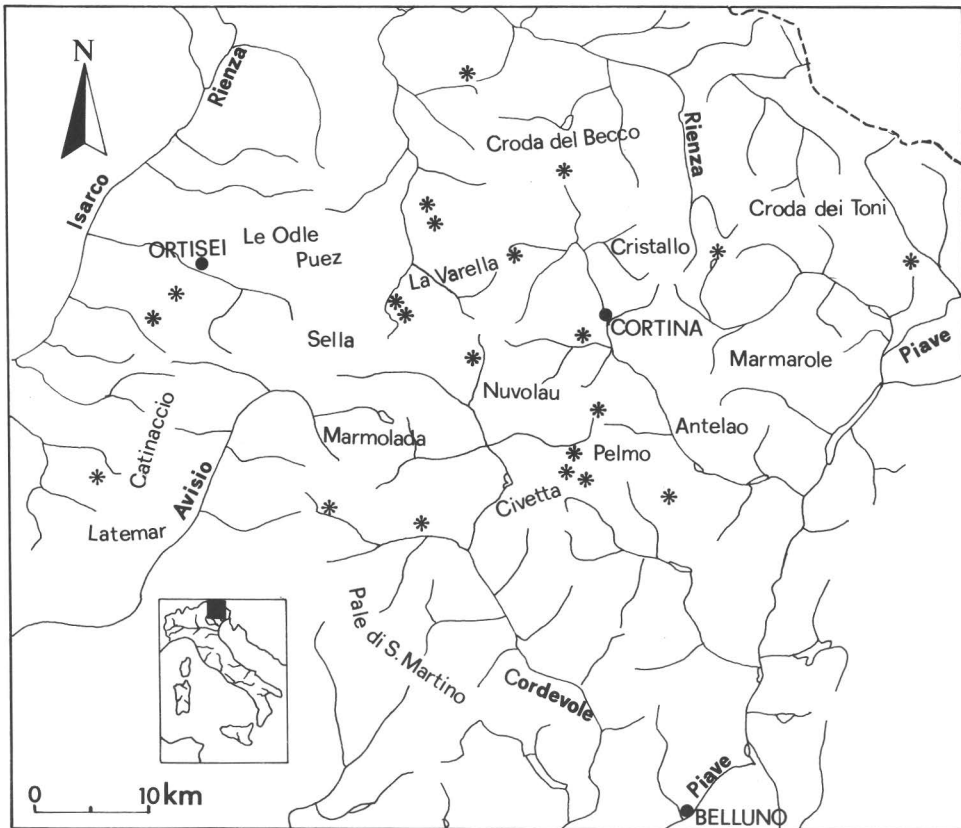 N
Rienza
Isarco
Croda del Becco
Rienza
Croda dei Toni
ORTISEI
Le Odle
Puez
La Varella
Cristallo
CORTINA
Sella
Nuvolau
Marmarole
Piave
Catinaccio
Avisio
Marmolada
Antelao
Pelmo
Civetta
Latemar
Pale di S. Martino
Cordevole
Piave
BELLUNO
0 10 km